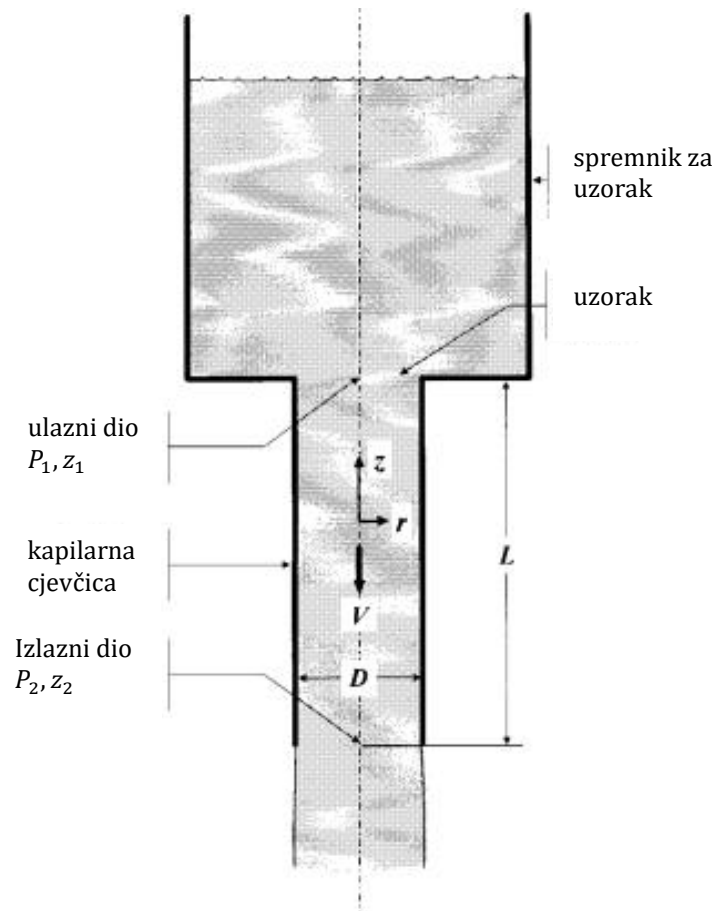 spremnik za
uzorak
uzorak
ulazni dio
P₁, z₁
z
r
kapilarna
cjevčica
L
V
Izlazni dio
P₂, z₂
D